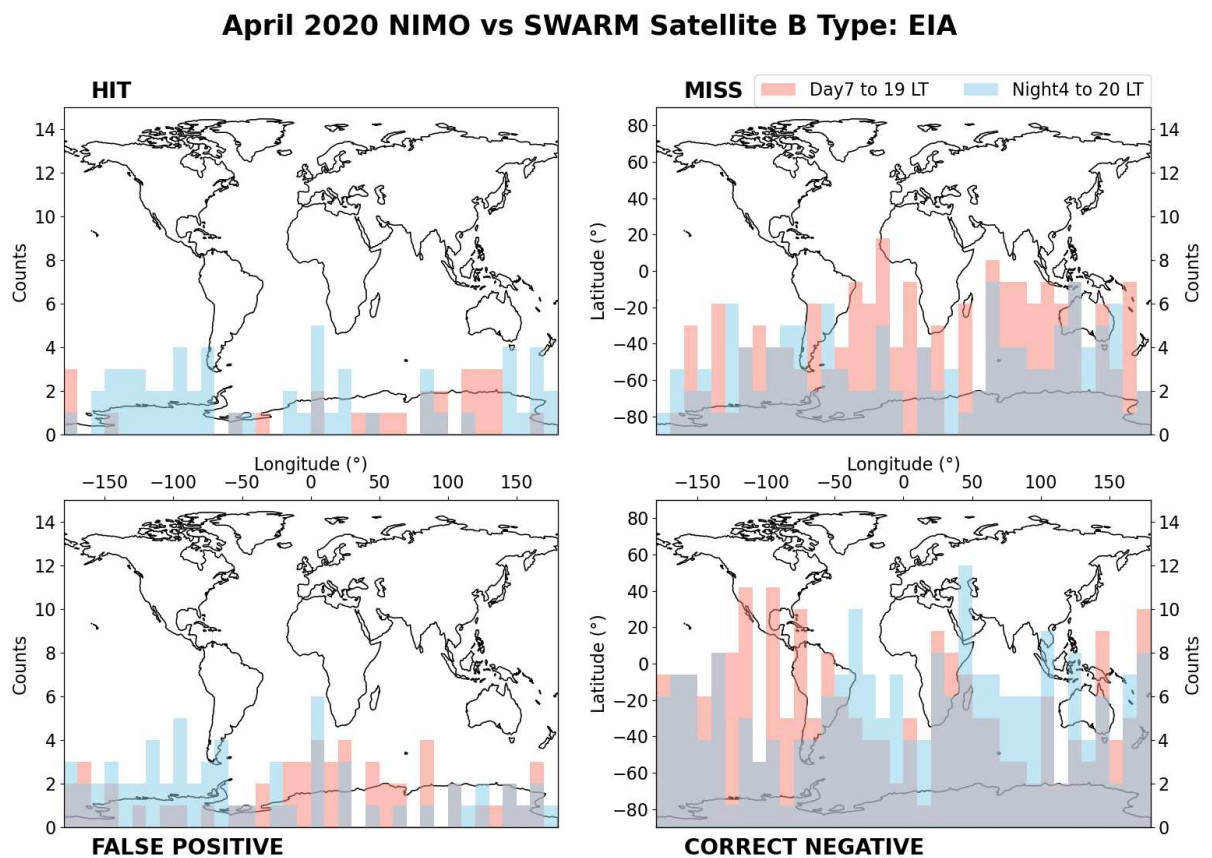 April 2020 NIMO vs SWARM Satellite B Type: EIA
HIT
MISS
Day7 to 19 LT
Night4 to 20 LT
14
12
10
8
6
4
2
0
Counts
80
60
40
20
0
−20
−40
−60
−80
Latitude (°)
14
12
10
8
6
4
2
0
Counts
Longitude (°)
−150 −100 −50 0 50 100 150
Longitude (°)
−150 −100 −50 0 50 100 150
14
12
10
8
6
4
2
0
Counts
80
60
40
20
0
−20
−40
−60
−80
Latitude (°)
14
12
10
8
6
4
2
0
Counts
FALSE POSITIVE
CORRECT NEGATIVE